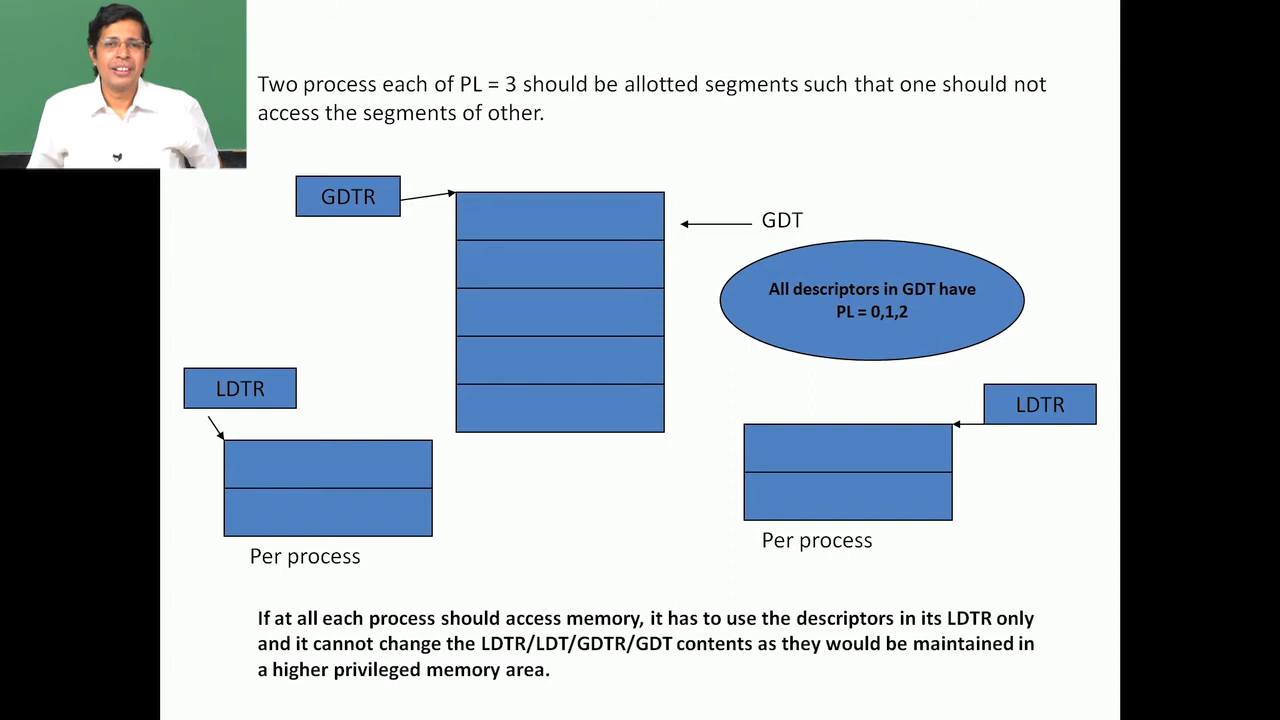 Two process each of PL = 3 should be allotted segments such that one should not
access the segments of other.
GDTR
GDT
All descriptors in GDT have
PL = 0,1,2
LDTR
LDTR
Per process
Per process
If at all each process should access memory, it has to use the descriptors in its LDTR only
and it cannot change the LDTR/LDT/GDTR/GDT contents as they would be maintained in
a higher privileged memory area.